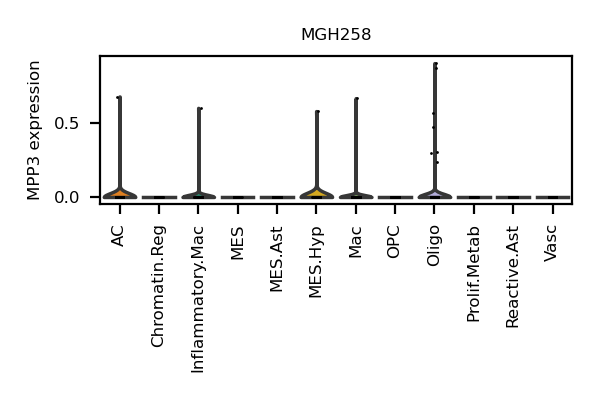 MGH258
MPP3 expression
0.5
0.0
AC
Chromatin.Reg
Inflammatory.Mac
MES
MES.Ast
MES.Hyp
Mac
OPC
Oligo
Prolif.Metab
Reactive.Ast
Vasc